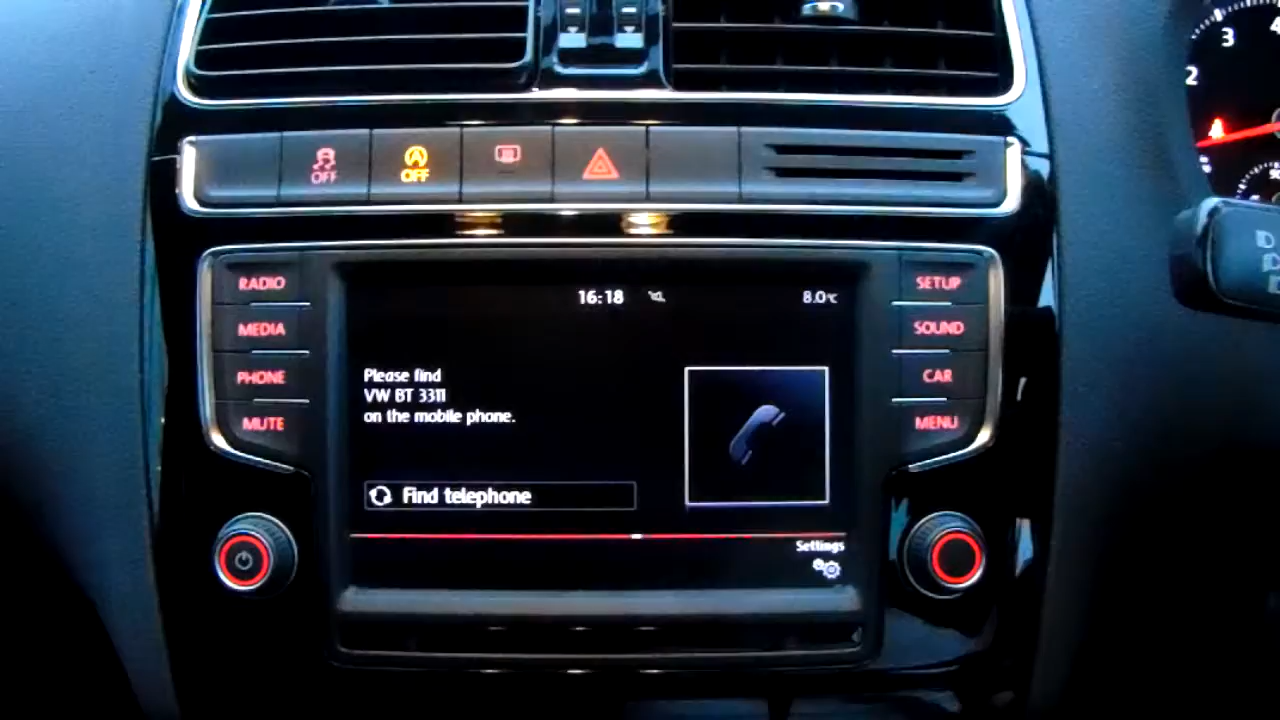 3
4
2
OFF
A
OFF
RADIO
MEDIA
PHONE
MUTE
16:18
8.0°C
Please find
VW BT 3311
on the mobile phone.
Find telephone
Settings
SETUP
SOUND
CAR
MENU